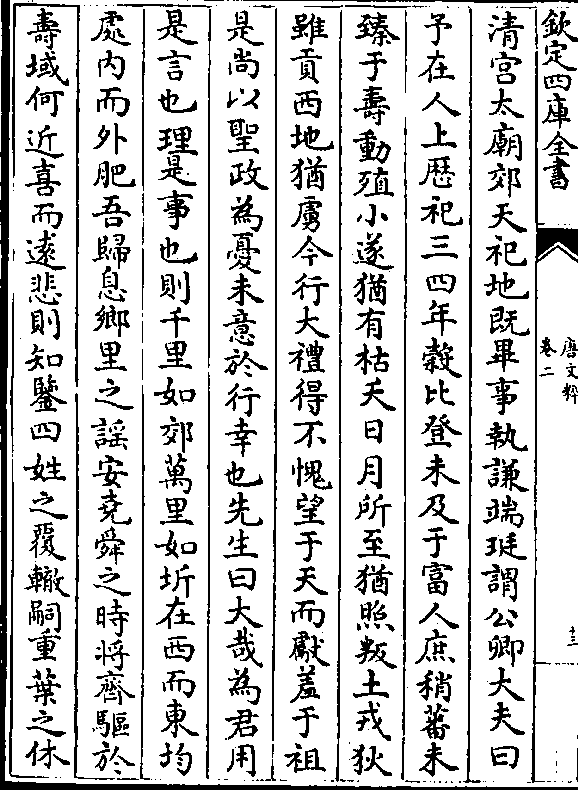 欽定四庫全書
唐文粹
卷二
十三
清宫太廟郊天祀地既畢事執謙端珽謂公卿大夫曰
予在人上歴祀三四年榖比登未及于富人庶稍蕃未
臻于壽動殖小遂猶有枯夭日月所至猶照叛土戎狄
雖貢西地猶虜今行大禮得不愧望于天而獻羞于祖
是尚以聖政為憂未意於行幸也先生曰大哉為君用
是言也理是事也則千里如郊萬里如圻在西而東均
處内而外肥吾歸息鄉里之謡安堯舜之時將齊驅於
壽域何近喜而逺悲則知鑒四姓之覆轍嗣重葉之休